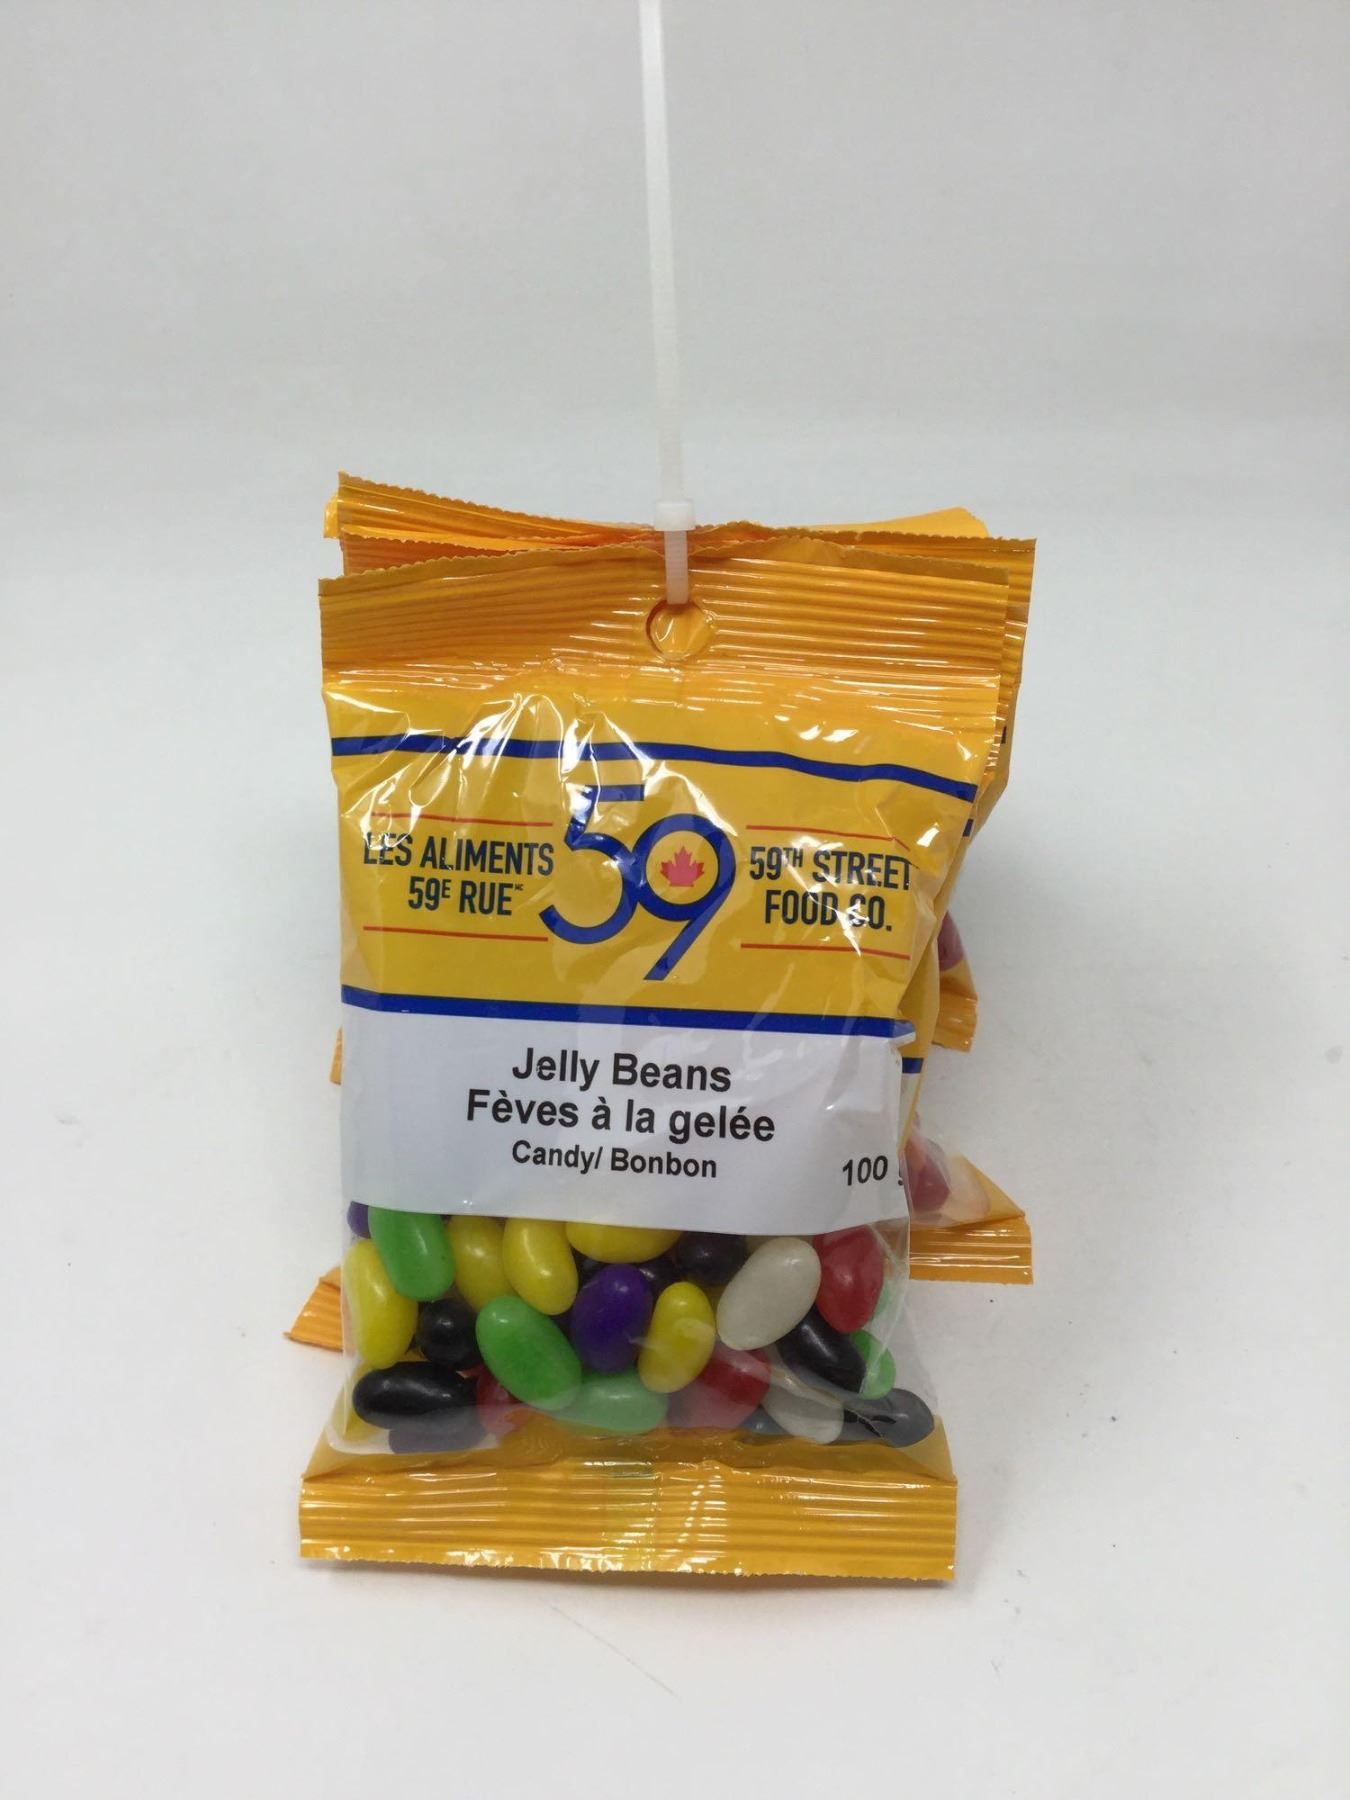 LES ALIMENTS
59E RUEMC
59
59TH STREET
FOOD CO.
Jelly Beans
Fèves à la gelée
Candy/ Bonbon
100 g